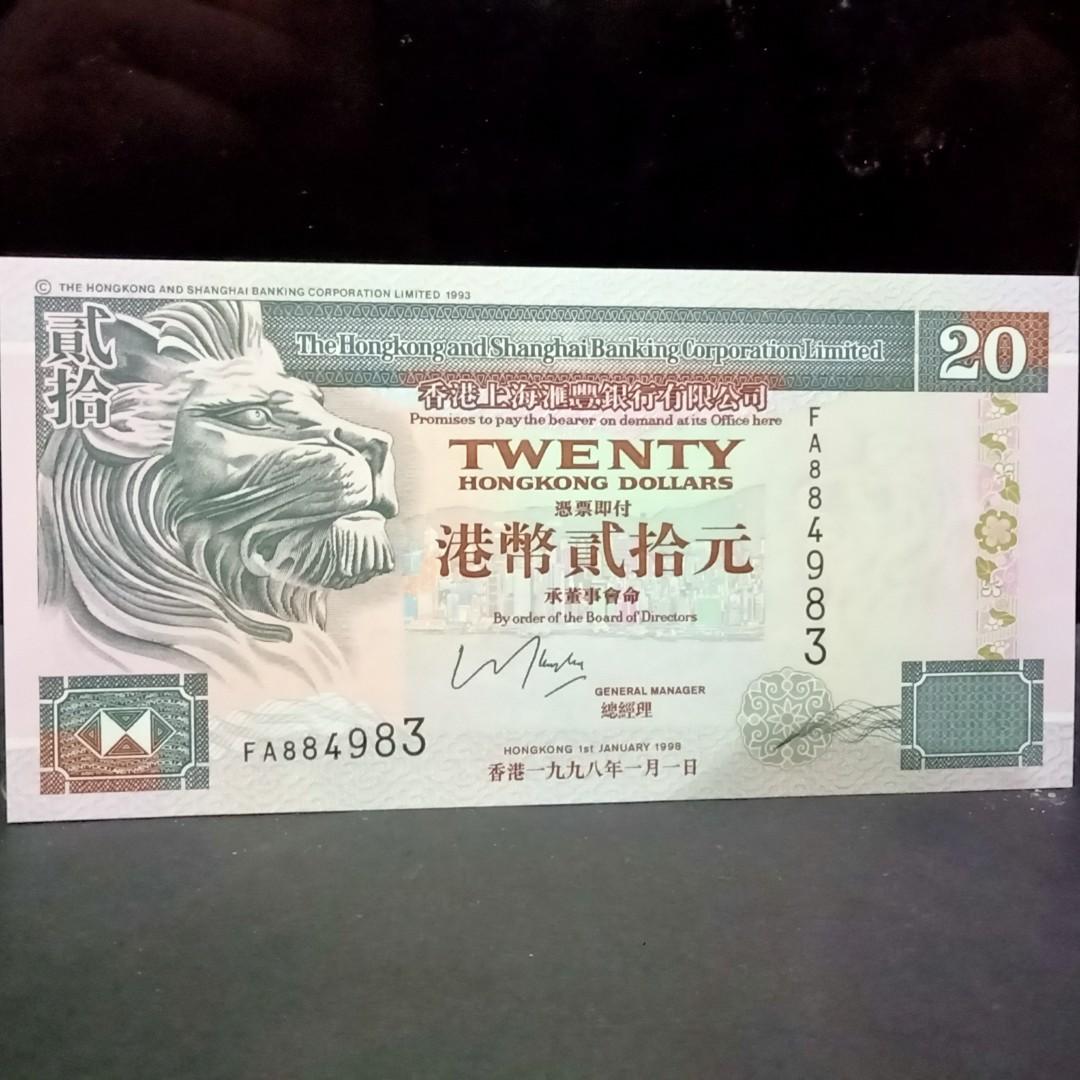 © THE HONGKONG AND SHANGHAI BANKING CORPORATION LIMITED 1993
貳拾
The Hongkong and Shanghai Banking Corporation Limited
20
香港上海滙豐銀行有限公司
Promises to pay the bearer on demand at its Office here
TWENTY
HONGKONG DOLLARS
憑票即付
港幣貳拾元
承董事會命
By order of the Board of Directors
FA884983
GENERAL MANAGER
總經理
FA884983
HONGKONG 1st JANUARY 1998
香港一九九八年一月一日